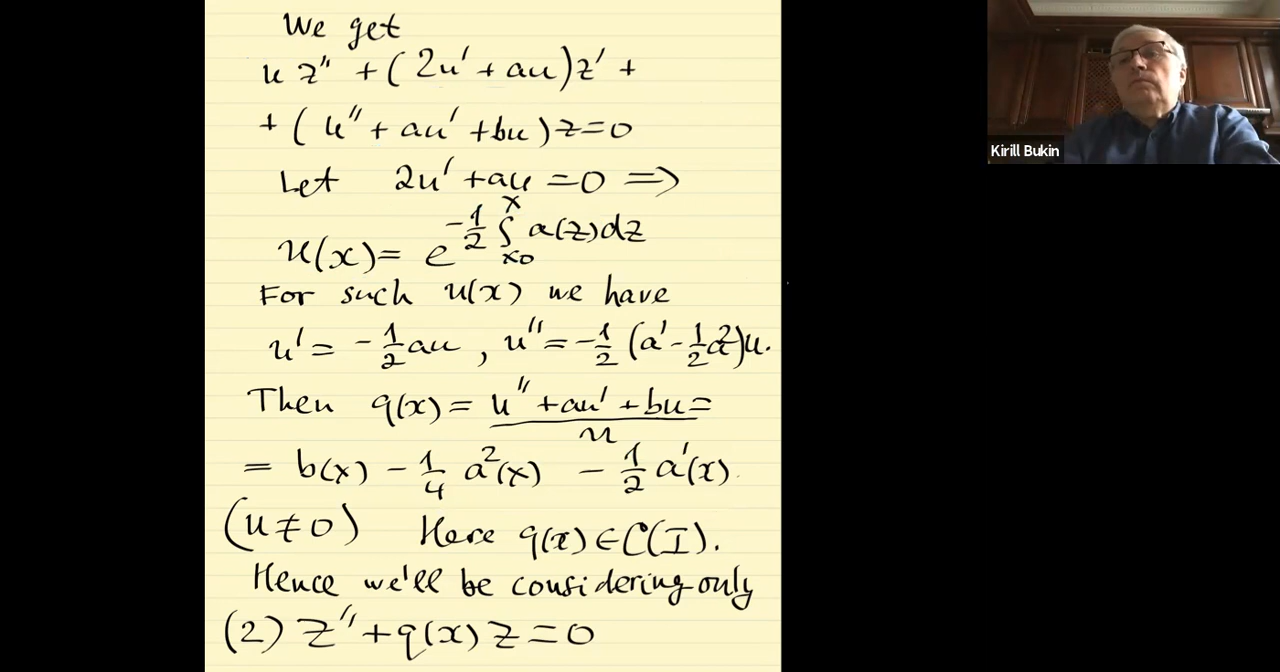 We get
u z'' + (2u' + au)z' +
+ (u'' + au' + bu)z = 0
Let 2u' + au = 0 =>
u(x) = e^{-1/2 ∫_{x0}^{x} a(z)dz}
For such u(x) we have
u' = -1/2 au, u'' = -1/2 (a' - 1/2 a²)u.
Then q(x) = (u'' + au' + bu)/u =
= b(x) - 1/4 a²(x) - 1/2 a'(x).
(u ≠ 0) Here q(x) ∈ C(I).
Hence we'll be considering only
(2) z'' + q(x) z = 0
Kirill Bukin